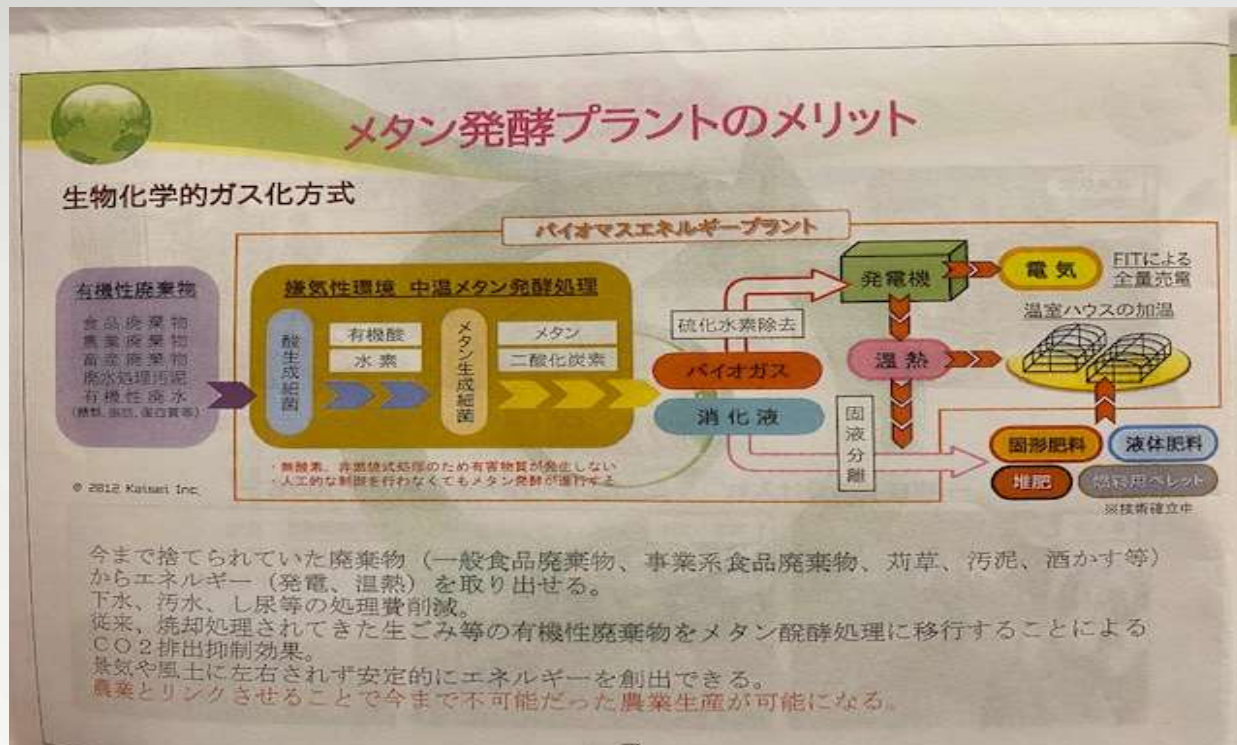 メタン発酵プラントのメリット
生物化学的ガス化方式
バイオマスエネルギープラント
有機性廃棄物
食品廃棄物
農業廃棄物
畜産廃棄物
廃水処理汚泥
有機性廃水
(糖類、脂肪、蛋白質等)
嫌気性環境 中温メタン発酵処理
酸生成細菌
有機酸
水素
メタン生成細菌
メタン
二酸化炭素
・無酸素、非燃焼式処理のため有害物質が発生しない
・人工的な制御を行わなくてもメタン発酵が進行する
硫化水素除去
バイオガス
消化液
固液分離
発電機
温熱
電気
FITによる
全量売電
温室ハウスの加温
固形肥料
液体肥料
堆肥
燃料用ペレット
※技術確立中
© 2012 Kaisei Inc.
今まで捨てられていた廃棄物（一般食品廃棄物、事業系食品廃棄物、苅草、汚泥、酒かす等）
からエネルギー（発電、温熱）を取り出せる。
下水、汚水、し尿等の処理費削減。
従来、焼却処理されてきた生ごみ等の有機性廃棄物をメタン醗酵処理に移行することによる
CO2排出抑制効果。
景気や風土に左右されず安定的にエネルギーを創出できる。
農業とリンクさせることで今まで不可能だった農業生産が可能になる。